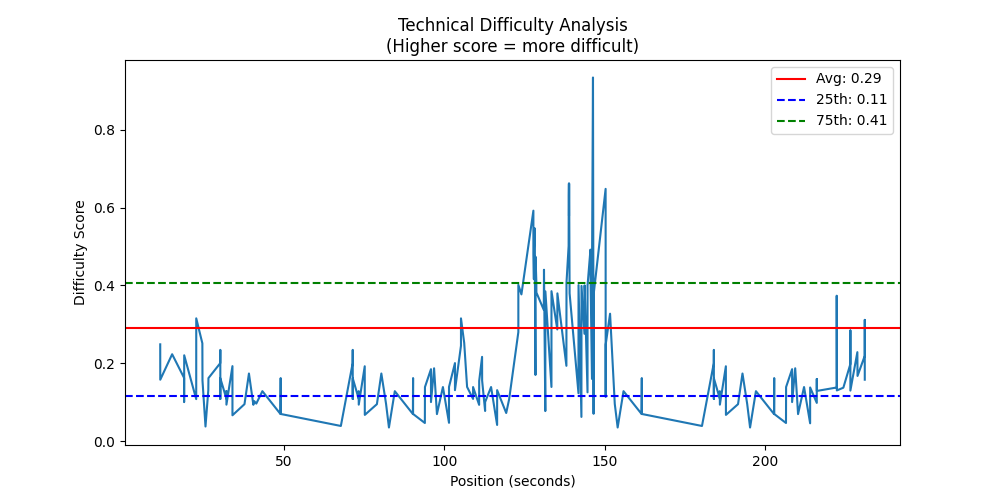 Technical Difficulty Analysis
(Higher score = more difficult)
Avg: 0.29
25th: 0.11
75th: 0.41
Difficulty Score
0.8
0.6
0.4
0.2
0.0
50
100
150
200
Position (seconds)